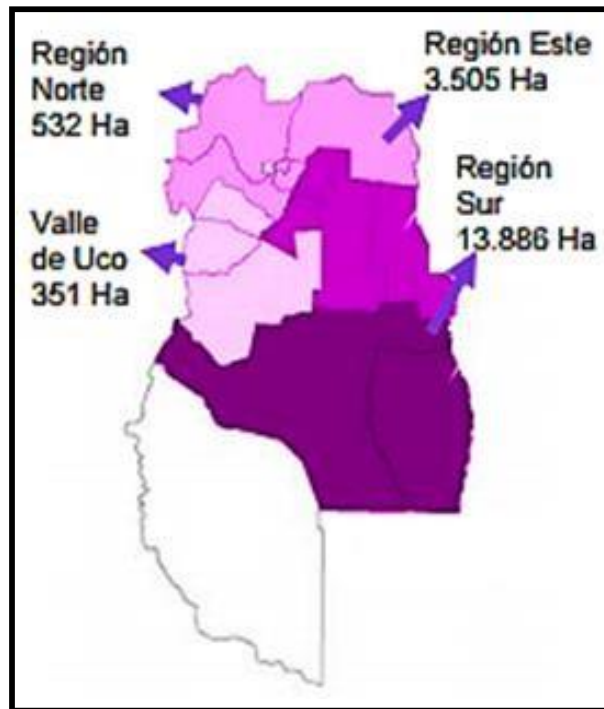 Región
Norte
532 Ha
Región Este
3.505 Ha
Región
Sur
13.886 Ha
Valle
de Uco
351 Ha